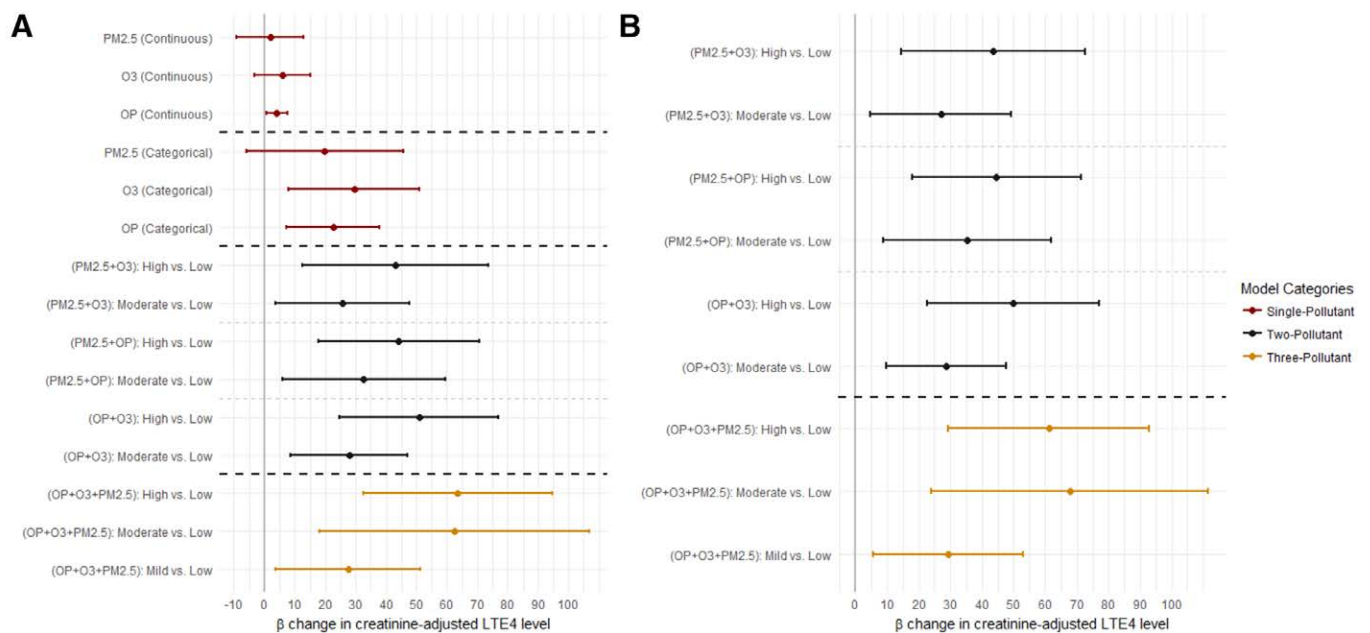 A
PM2.5 (Continuous)
O3 (Continuous)
OP (Continuous)
PM2.5 (Categorical)
O3 (Categorical)
OP (Categorical)
(PM2.5+O3): High vs. Low
(PM2.5+O3): Moderate vs. Low
(PM2.5+OP): High vs. Low
(PM2.5+OP): Moderate vs. Low
(OP+O3): High vs. Low
(OP+O3): Moderate vs. Low
(OP+O3+PM2.5): High vs. Low
(OP+O3+PM2.5): Moderate vs. Low
(OP+O3+PM2.5): Mild vs. Low
-10 0 10 20 30 40 50 60 70 80 90 100
β change in creatinine-adjusted LTE4 level
B
(PM2.5+O3): High vs. Low
(PM2.5+O3): Moderate vs. Low
(PM2.5+OP): High vs. Low
(PM2.5+OP): Moderate vs. Low
(OP+O3): High vs. Low
(OP+O3): Moderate vs. Low
(OP+O3+PM2.5): High vs. Low
(OP+O3+PM2.5): Moderate vs. Low
(OP+O3+PM2.5): Mild vs. Low
0 10 20 30 40 50 60 70 80 90 100
β change in creatinine-adjusted LTE4 level
Model Categories
Single-Pollutant
Two-Pollutant
Three-Pollutant